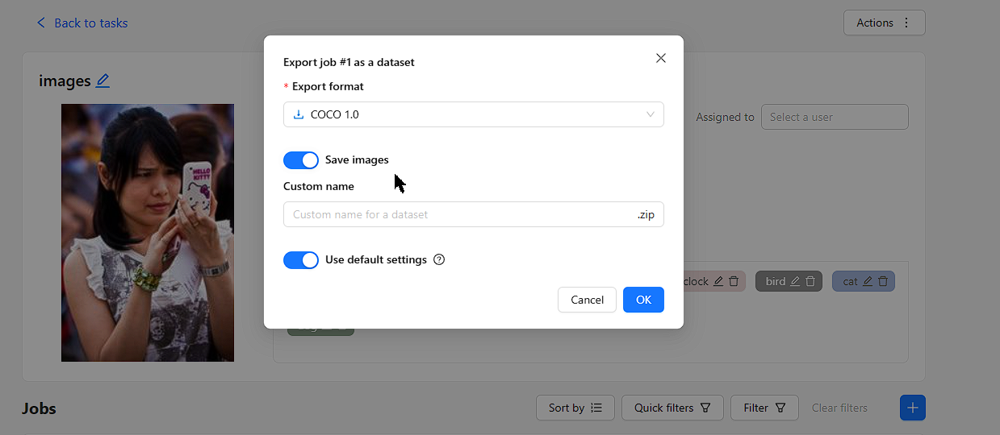 Back to tasks
Actions
images
HELLO
KITTY
Export job #1 as a dataset
* Export format
COCO 1.0
Save images
Custom name
Custom name for a dataset
.zip
Use default settings
Cancel
OK
Assigned to
Select a user
clock
bird
cat
Jobs
Sort by
Quick filters
Filter
Clear filters